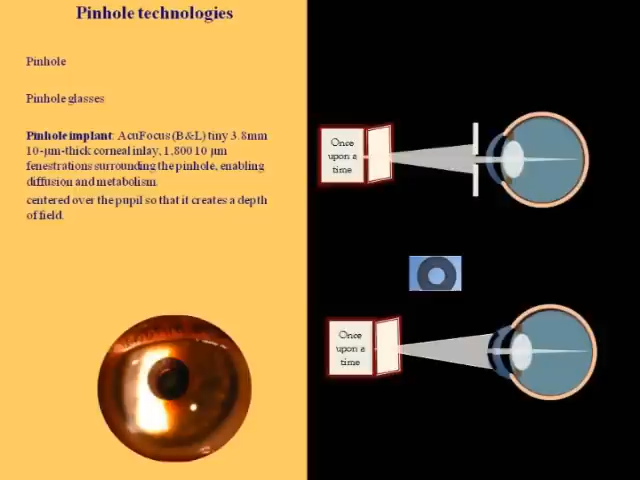 Pinhole technologies
Pinhole
Pinhole glasses
Pinhole implant: AcuFocus (B&L) tiny 3.8mm
10-µm-thick corneal inlay, 1,800 10 µm
fenestrations surrounding the pinhole, enabling
diffusion and metabolism.
centered over the pupil so that it creates a depth
of field.
Once
upon a
time
Once
upon a
time